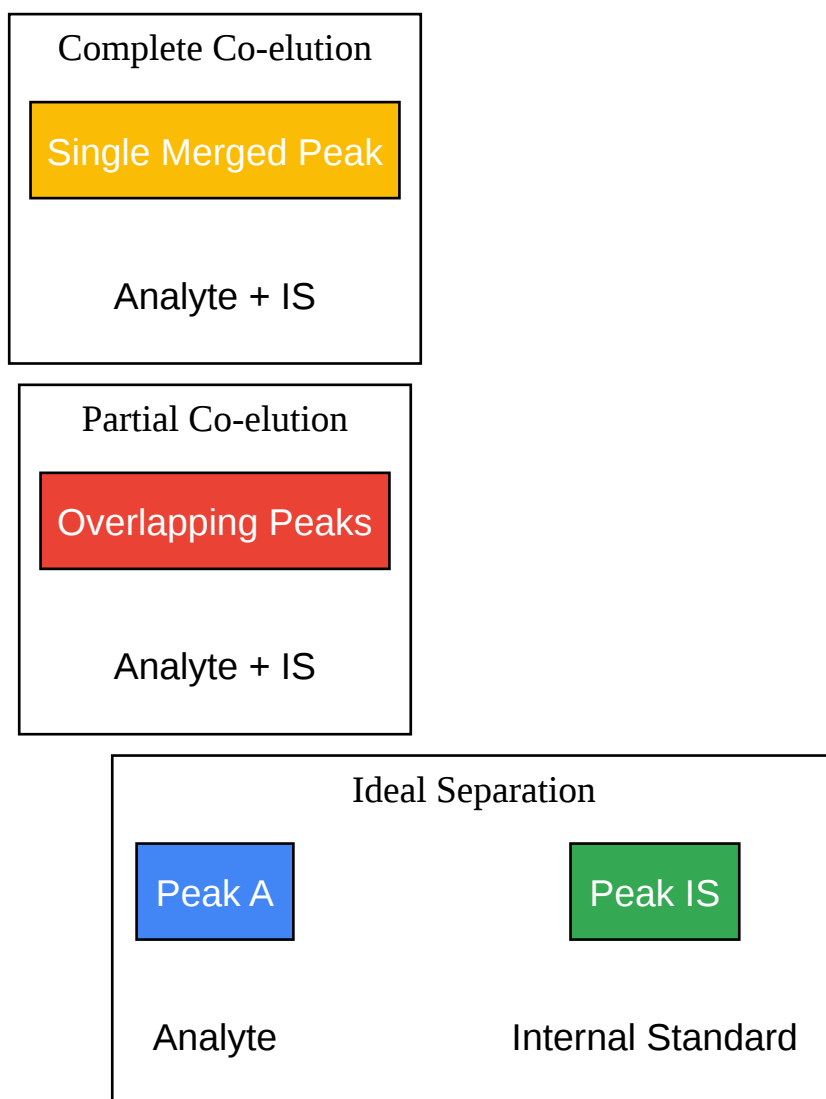 Complete Co-elution
Single Merged Peak
Analyte + IS
Partial Co-elution
Overlapping Peaks
Analyte + IS
Ideal Separation
Peak A
Peak IS
Analyte
Internal Standard